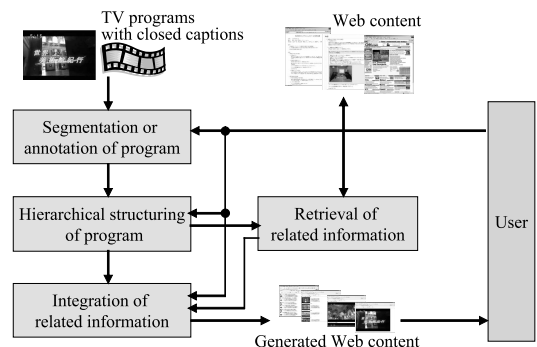 TV programs
with closed captions
Web content
Segmentation or
annotation of program
Hierarchical structuring
of program
Retrieval of
related information
User
Integration of
related information
Generated Web content